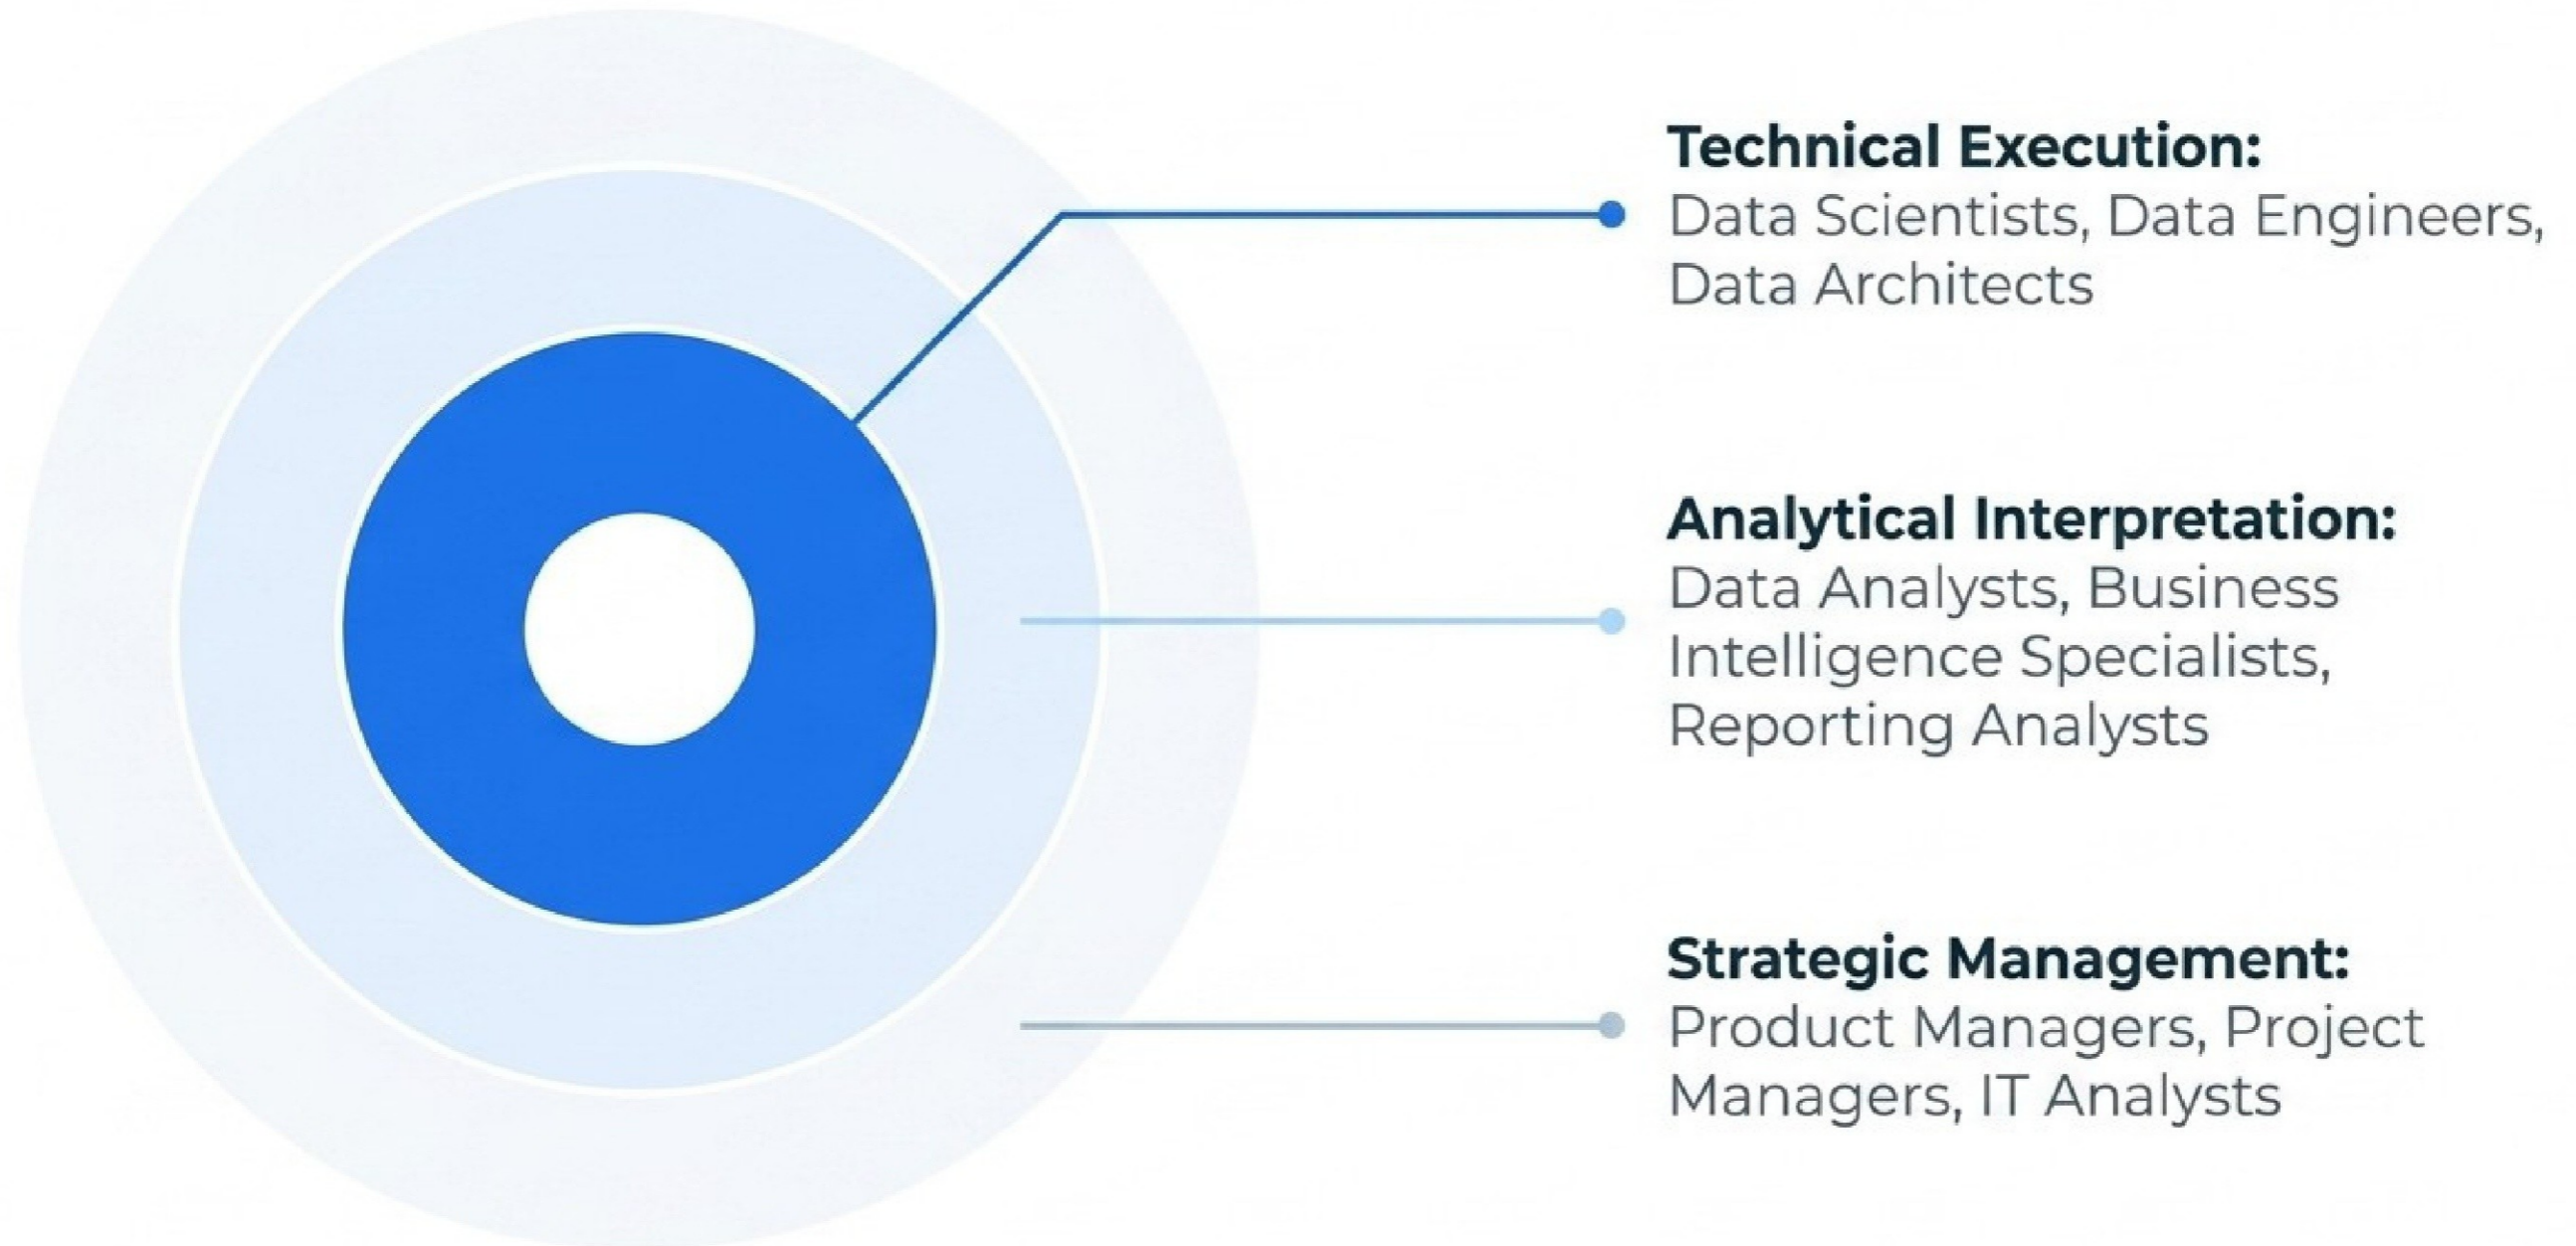 Technical Execution:
Data Scientists, Data Engineers,
Data Architects
Analytical Interpretation:
Data Analysts, Business
Intelligence Specialists,
Reporting Analysts
Strategic Management:
Product Managers, Project
Managers, IT Analysts